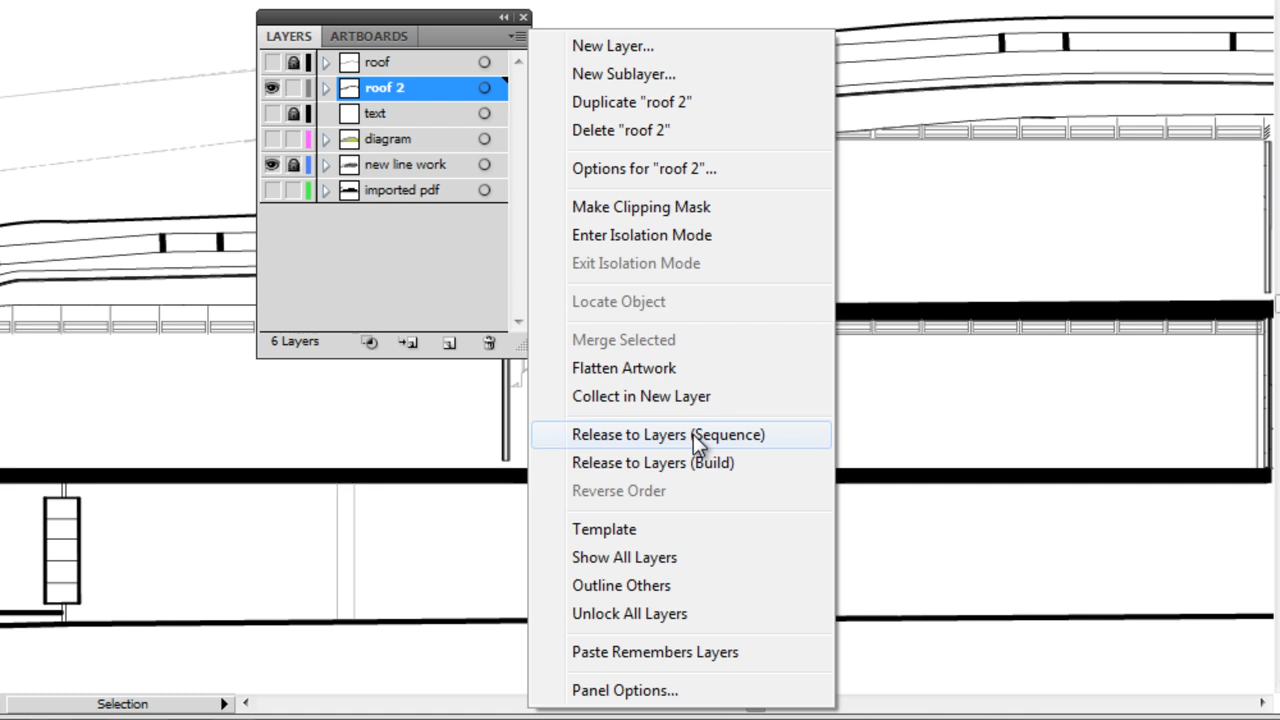 LAYERS ARTBOARDS
roof
roof 2
text
diagram
new line work
imported pdf
6 Layers
New Layer...
New Sublayer...
Duplicate "roof 2"
Delete "roof 2"
Options for "roof 2"...
Make Clipping Mask
Enter Isolation Mode
Exit Isolation Mode
Locate Object
Merge Selected
Flatten Artwork
Collect in New Layer
Release to Layers (Sequence)
Release to Layers (Build)
Reverse Order
Template
Show All Layers
Outline Others
Unlock All Layers
Paste Remembers Layers
Panel Options...
Selection